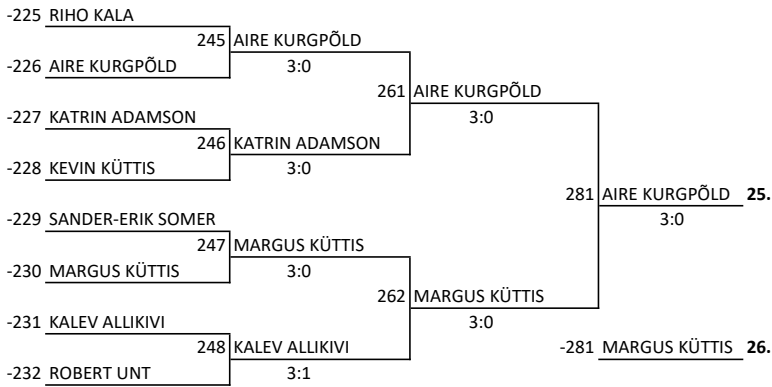 -225 RIHO KALA
245 AIRE KURGPÕLD
-226 AIRE KURGPÕLD 3:0
261 AIRE KURGPÕLD
-227 KATRIN ADAMSON 3:0
246 KATRIN ADAMSON
-228 KEVIN KÜTTIS 3:0
281 AIRE KURGPÕLD 25.
-229 SANDER-ERIK SOMER 3:0
247 MARGUS KÜTTIS
-230 MARGUS KÜTTIS 3:0
262 MARGUS KÜTTIS
-231 KALEV ALLIKIVI 3:0
248 KALEV ALLIKIVI -281 MARGUS KÜTTIS 26.
-232 ROBERT UNT 3:1